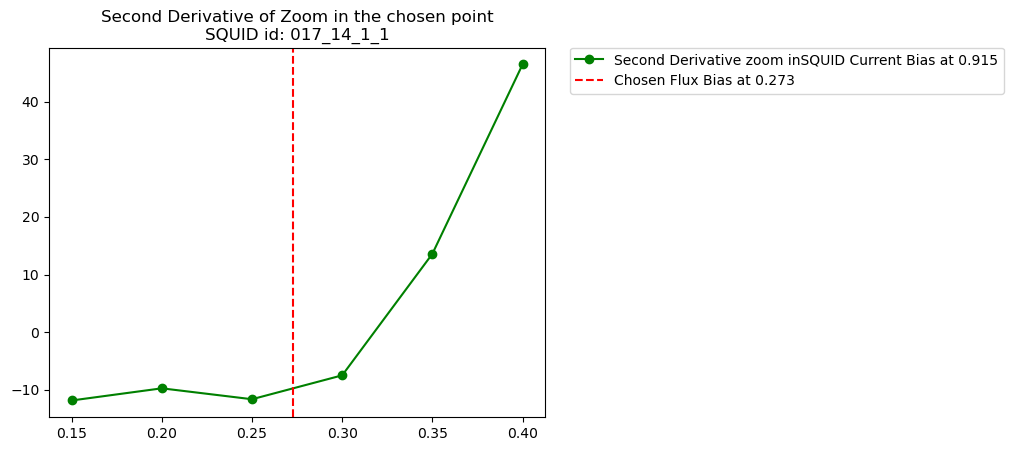 Second Derivative of Zoom in the chosen point
SQUID id: 017_14_1_1
Second Derivative zoom inSQUID Current Bias at 0.915
Chosen Flux Bias at 0.273
40
30
20
10
0
−10
0.15 0.20 0.25 0.30 0.35 0.40